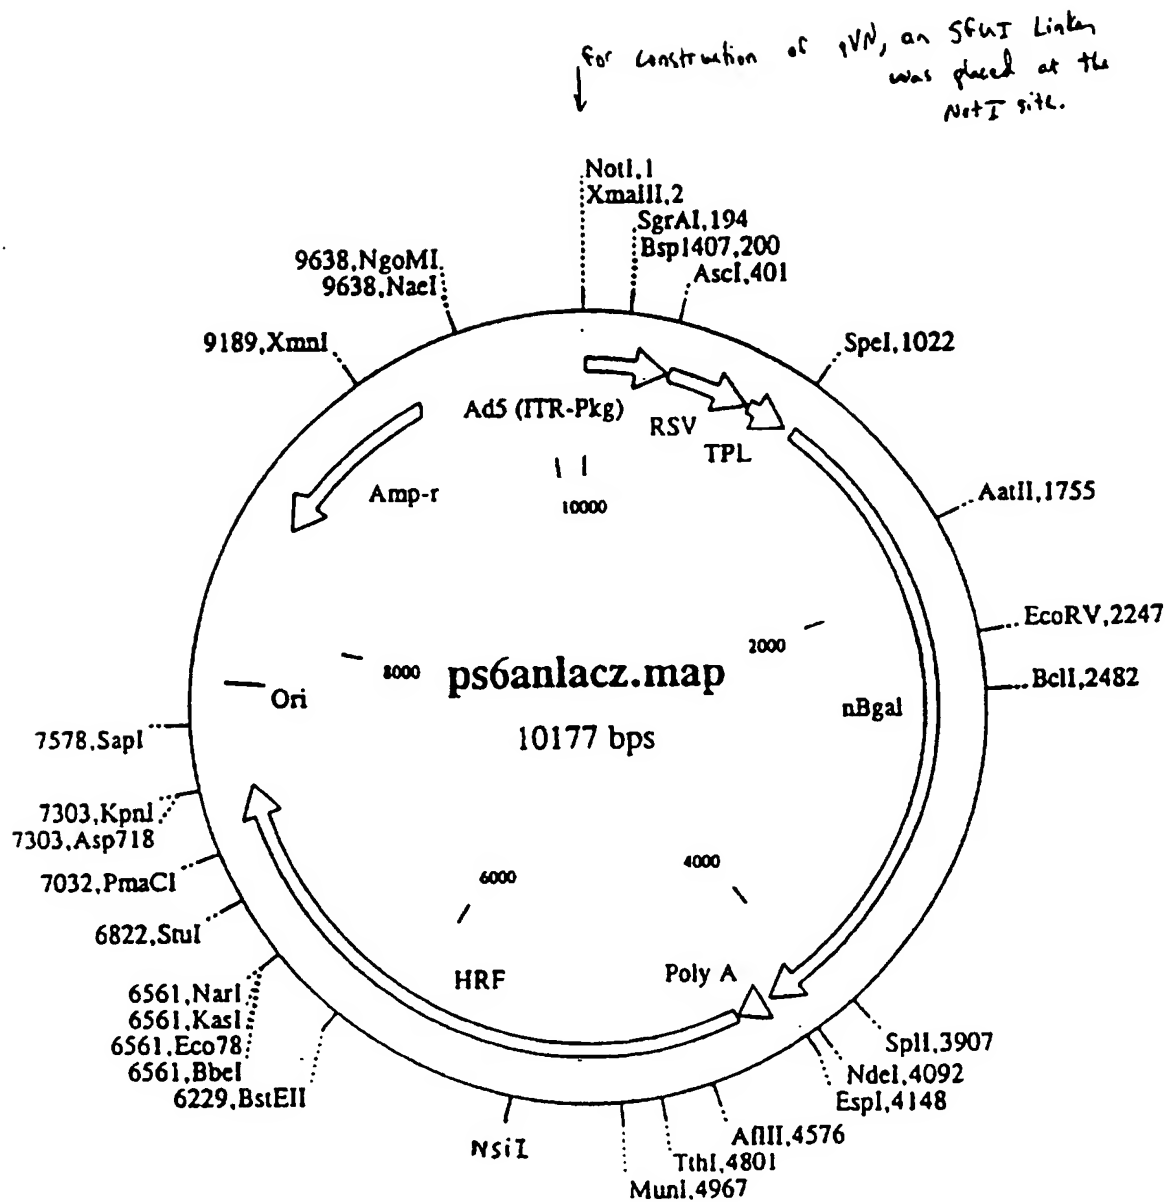 for construction of pVN, an SfuI Linker
was placed at the
NotI site.
NotI,1
XmaIII,2
SgrAI,194
Bsp1407,200
AscI,401
9638,NgoMI
9638,NaeI
9189,XmnI
SpeI,1022
Ad5 (ITR-Pkg)
RSV
TPL
Amp-r
10000
AatII,1755
EcoRV,2247
2000
8000
ps6anlacz.map
BclI,2482
Ori
nBgal
10177 bps
7578,SapI
7303,KpnI
7303,Asp718
4000
6000
7032,PmaCI
6822,StuI
HRF
Poly A
6561,NarI
6561,KasI
6561,Eco78
6561,BbeI
6229,BstEII
SplI,3907
NdeI,4092
EspI,4148
NsiI
AflII,4576
TthI,4801
MunI,4967